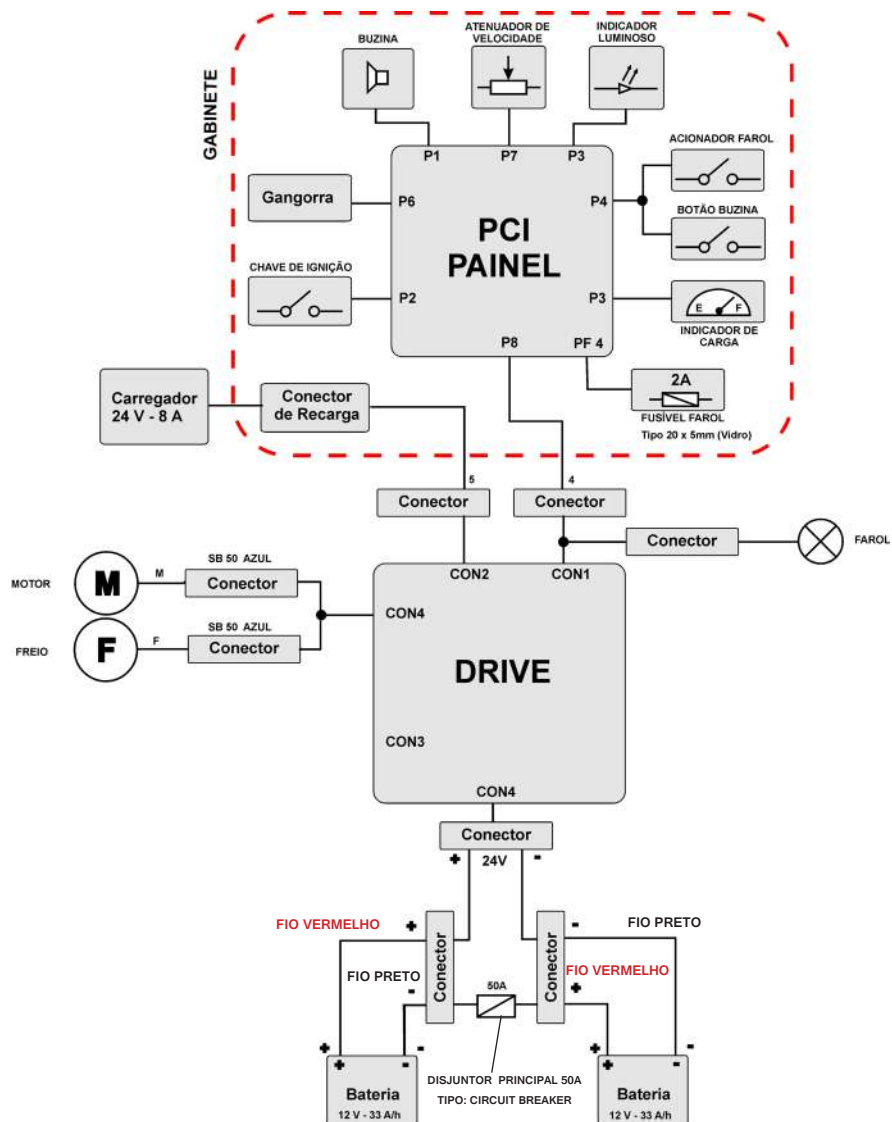 GABINETE
BUZINA
ATENUADOR DE
VELOCIDADE
INDICADOR
LUMINOSO
P1
P7
P3
ACIONADOR FAROL
Gangorra
P6
P4
PCI
PAINEL
BOTÃO BUZINA
CHAVE DE IGNIÇÃO
P2
P3
E
F
INDICADOR DE
CARGA
P8
PF 4
2A
FUSÍVEL FAROL
Tipo 20 x 5mm (Vidro)
Carregador
24 V - 8 A
Conector
de Recarga
5
4
Conector
Conector
Conector
FAROL
MOTOR
M
M
SB 50 AZUL
Conector
FREIO
F
F
SB 50 AZUL
Conector
CON2
CON1
CON4
DRIVE
CON3
CON4
Conector
+
24V
-
FIO VERMELHO
+
Conector
FIO PRETO
-
50A
Conector
-
FIO PRETO
FIO VERMELHO
+
+
-
+
-
Bateria
12 V - 33 A/h
DISJUNTOR PRINCIPAL 50A
TIPO: CIRCUIT BREAKER
+
-
+
-
Bateria
12 V - 33 A/h